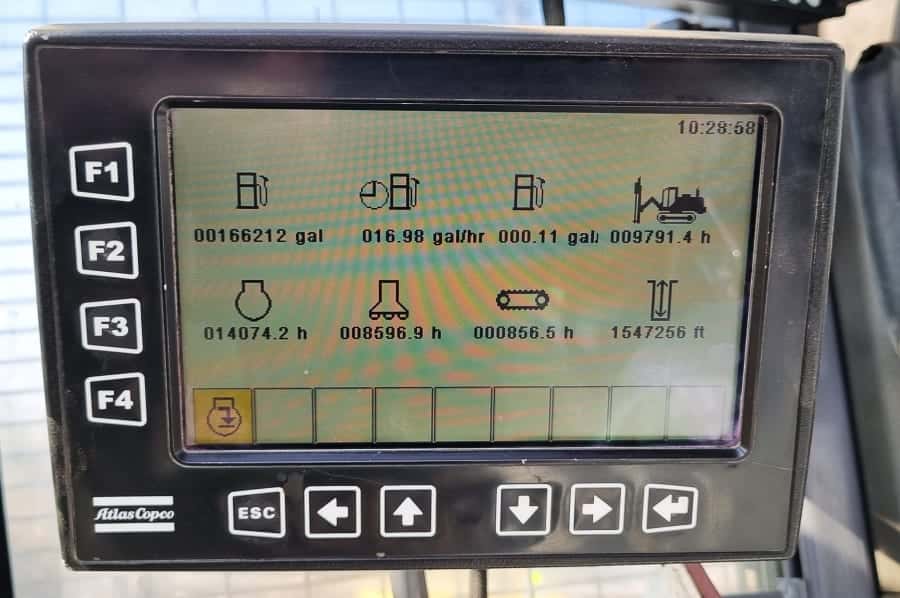 10:28:58
F1
00166212 gal
016.98 gal/hr
000.11 gal/
009791.4 h
F2
014074.2 h
008596.9 h
000856.5 h
1547256 ft
F3
F4
Atlas Copco
ESC